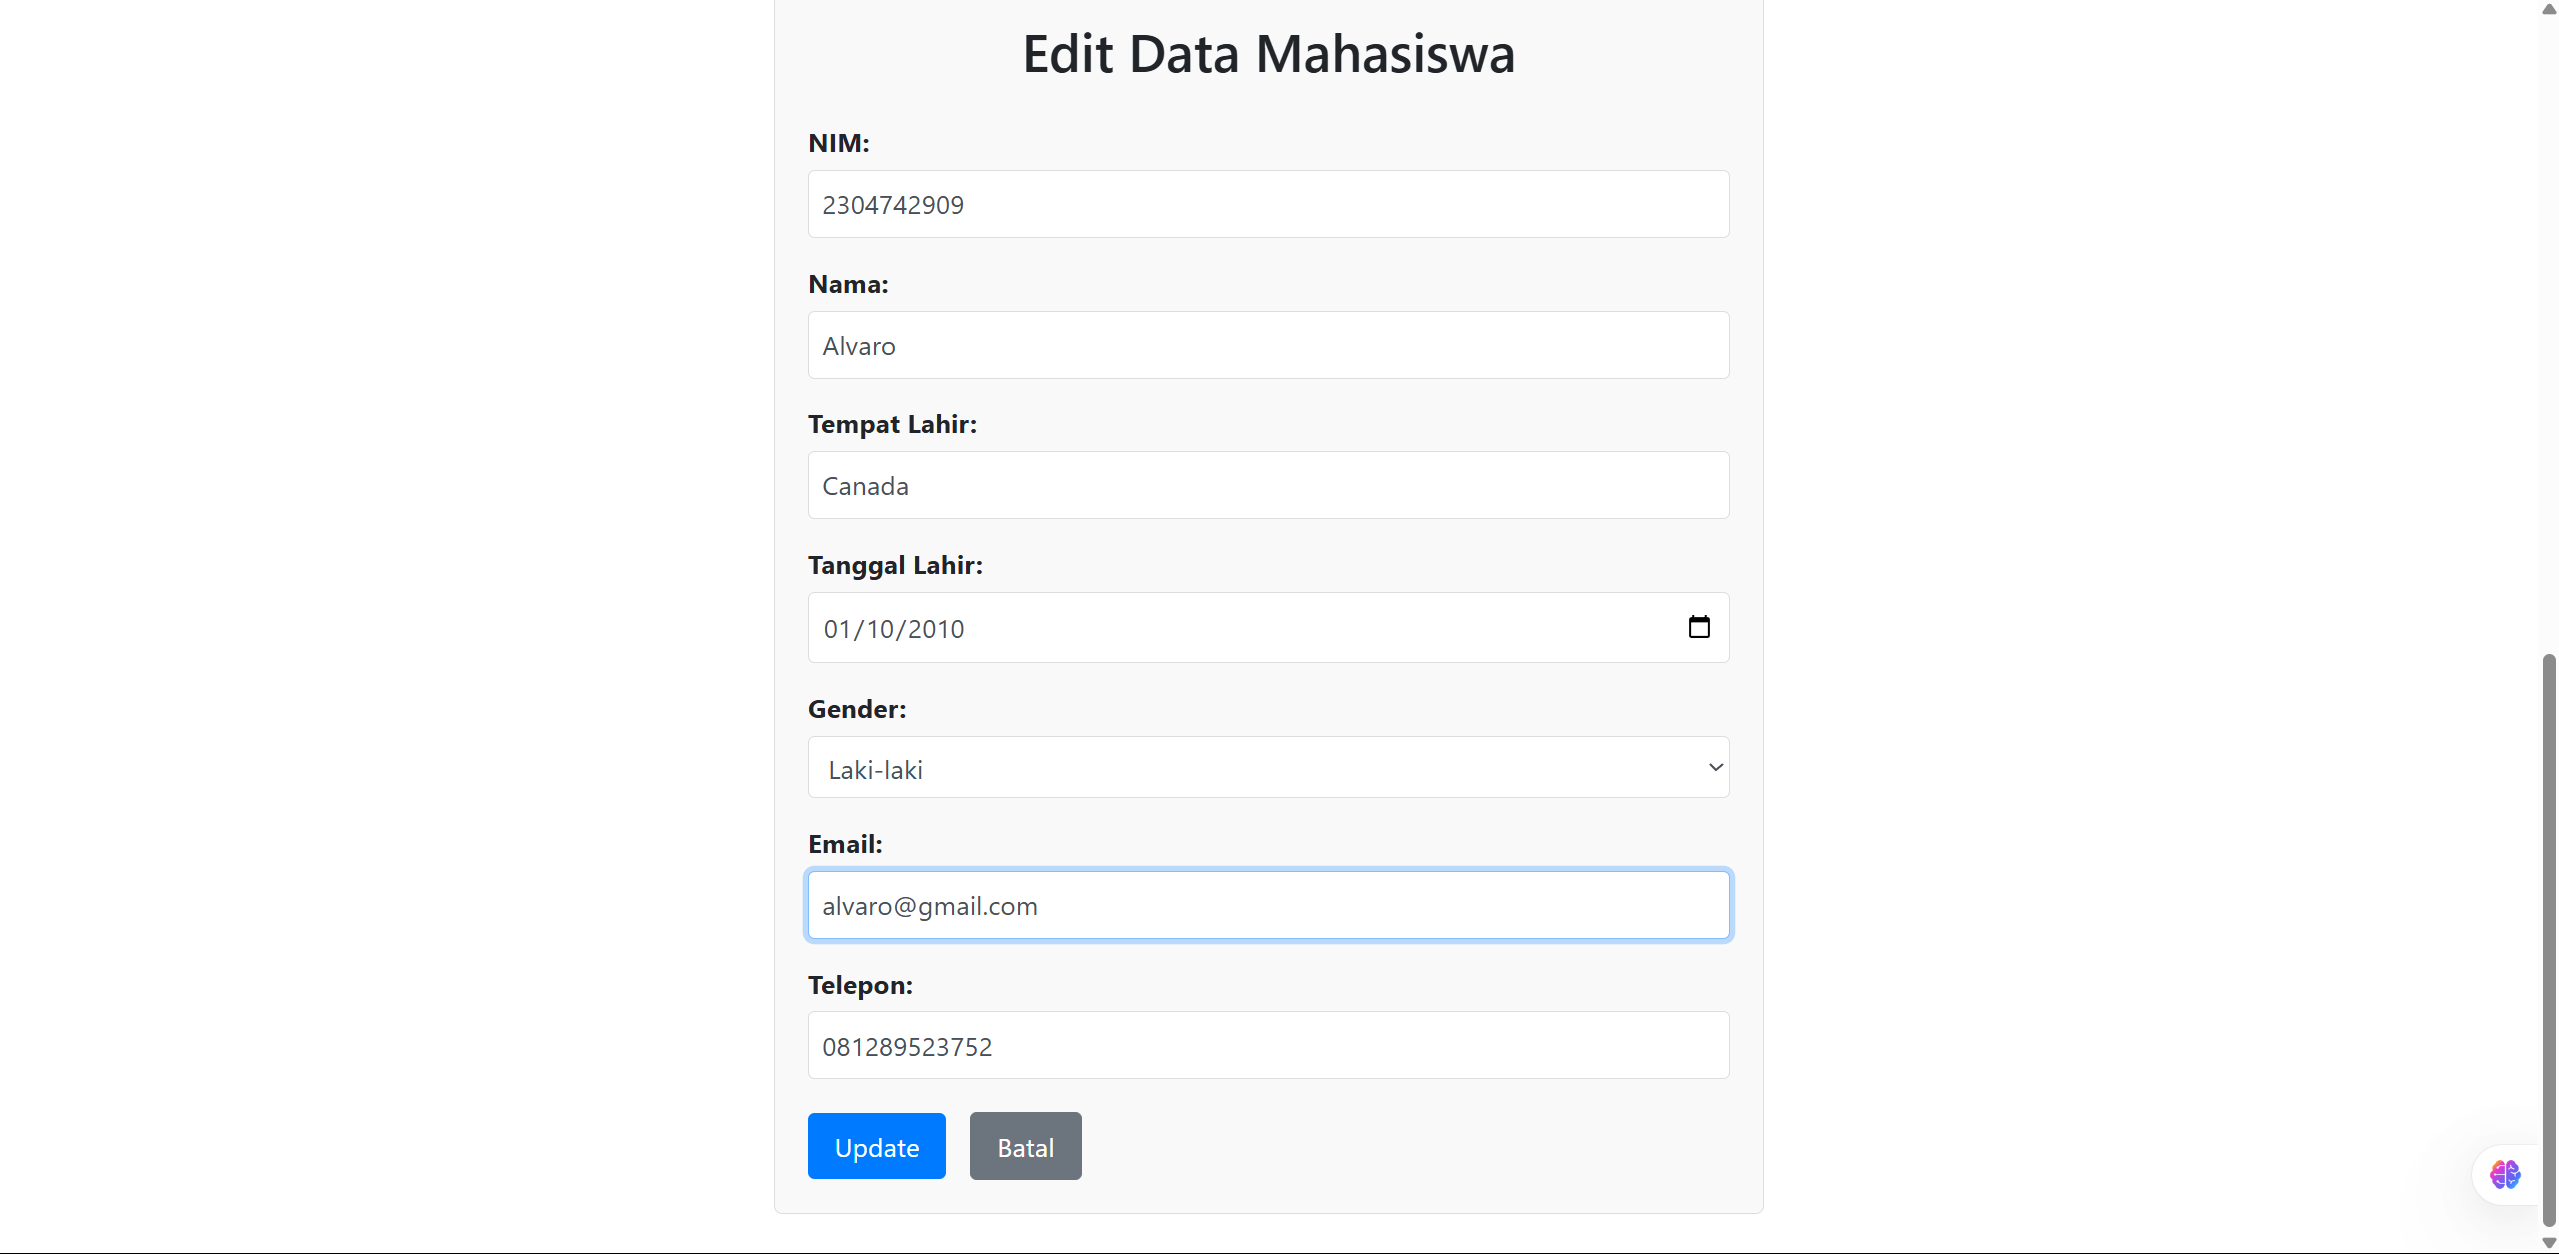 Edit Data Mahasiswa
NIM:
2304742909
Nama:
Alvaro
Tempat Lahir:
Canada
Tanggal Lahir:
01/10/2010
Gender:
Laki-laki
Email:
alvaro@gmail.com
Telepon:
081289523752
Update Batal